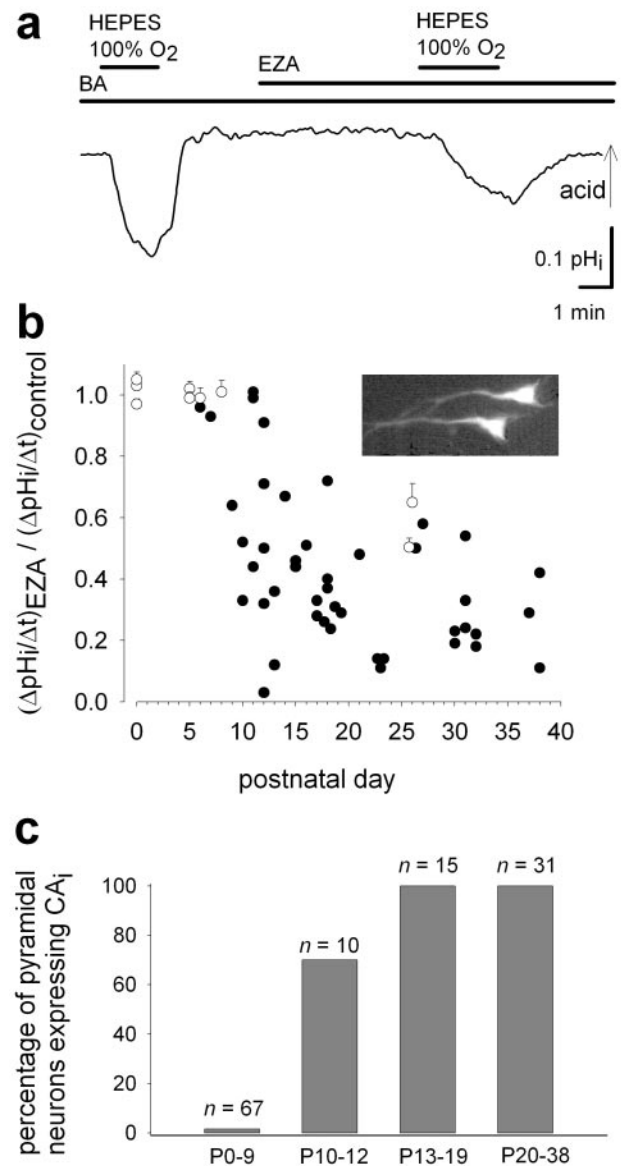 a
HEPES
100% O2
HEPES
100% O2
EZA
BA
acid
0.1 pHi
1 min
b
(ΔpHi/Δt)EZA / (ΔpHi/Δt)control
1.0
0.8
0.6
0.4
0.2
0.0
0 5 10 15 20 25 30 35 40
postnatal day
c
percentage of pyramidal
neurons expressing CAi
100
80
60
40
20
0
n = 67
n = 10
n = 15
n = 31
P0-9 P10-12 P13-19 P20-38